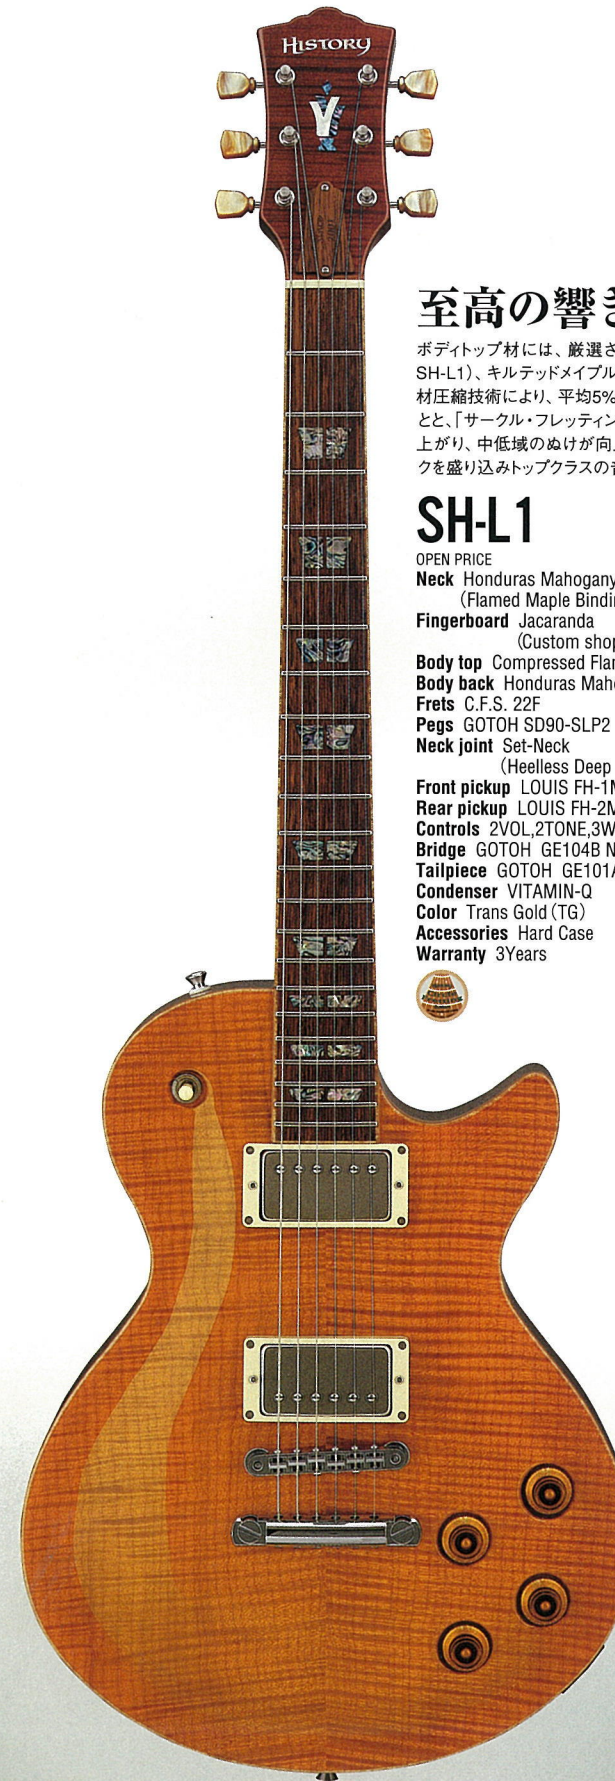 HISTORY
至高の響き
ボディトップ材には、厳選さ
SH-L1）、キルテッドメイプル
材圧縮技術により、平均5%
とと、「サークル・フレッティン
上がり、中低域のぬけが向上
クを盛り込みトップクラスの音
SH-L1
OPEN PRICE
Neck Honduras Mahogany
（Flamed Maple Bindin
Fingerboard Jacaranda
（Custom shop
Body top Compressed Flam
Body back Honduras Maho
Frets C.F.S. 22F
Pegs GOTOH SD90-SLP2
Neck joint Set-Neck
（Heelless Deep
Front pickup LOUIS FH-1M
Rear pickup LOUIS FH-2M
Controls 2VOL,2TONE,3W
Bridge GOTOH GE104B N
Tailpiece GOTOH GE101A
Condenser VITAMIN-Q
Color Trans Gold（TG）
Accessories Hard Case
Warranty 3Years